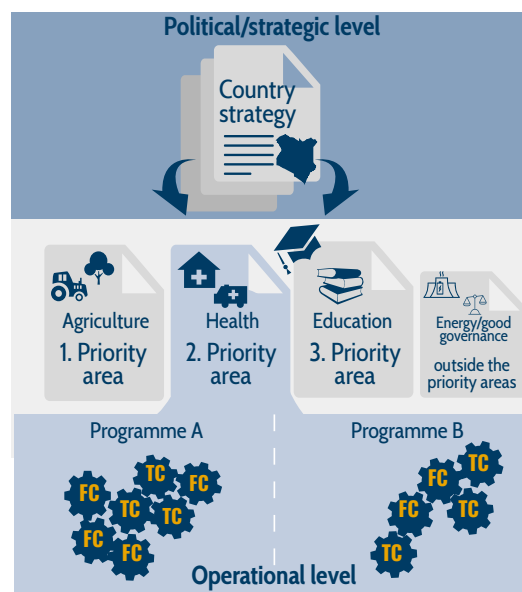 Political/strategic level
Country
strategy
Agriculture
1. Priority
area
Health
2. Priority
area
Education
3. Priority
area
Energy/good
governance
outside the
priority areas
Programme A
Programme B
FC
TC
FC
TC
TC
FC
FC
FC
TC
FC
TC
TC
Operational level